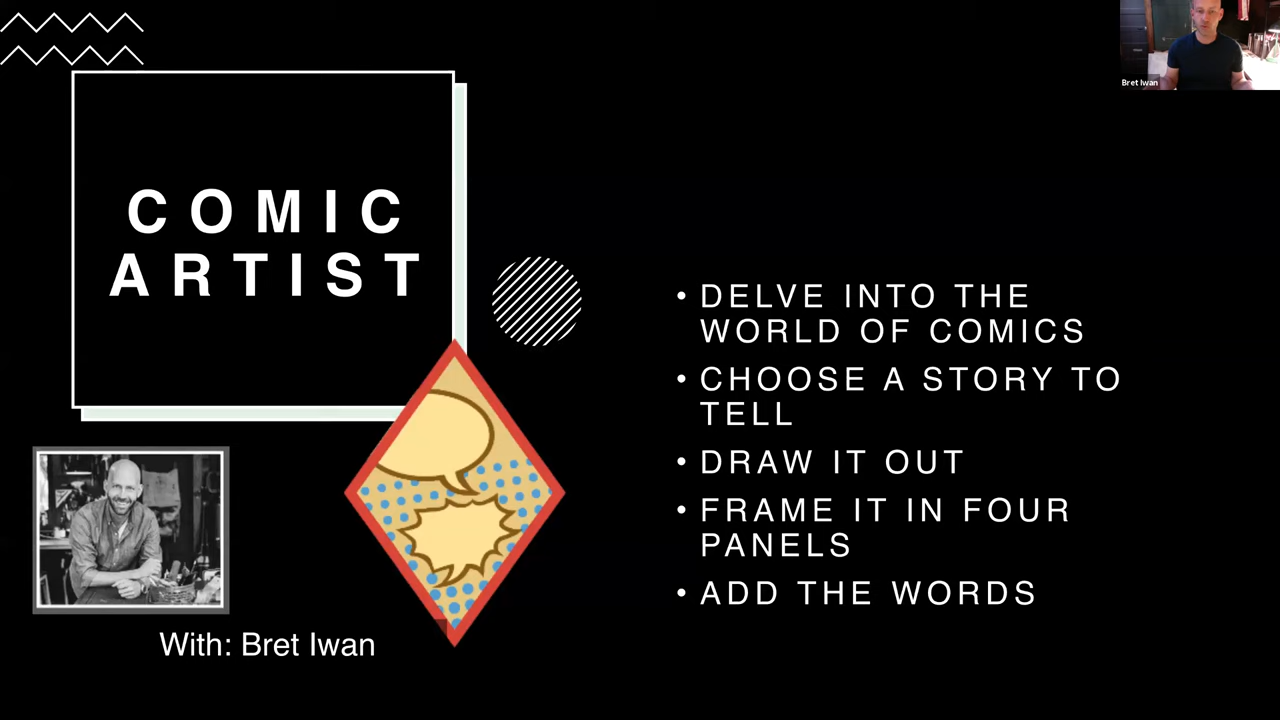 Bret Iwan
COMIC
ARTIST
• DELVE INTO THE
WORLD OF COMICS
• CHOOSE A STORY TO
TELL
• DRAW IT OUT
• FRAME IT IN FOUR
PANELS
• ADD THE WORDS
With: Bret Iwan